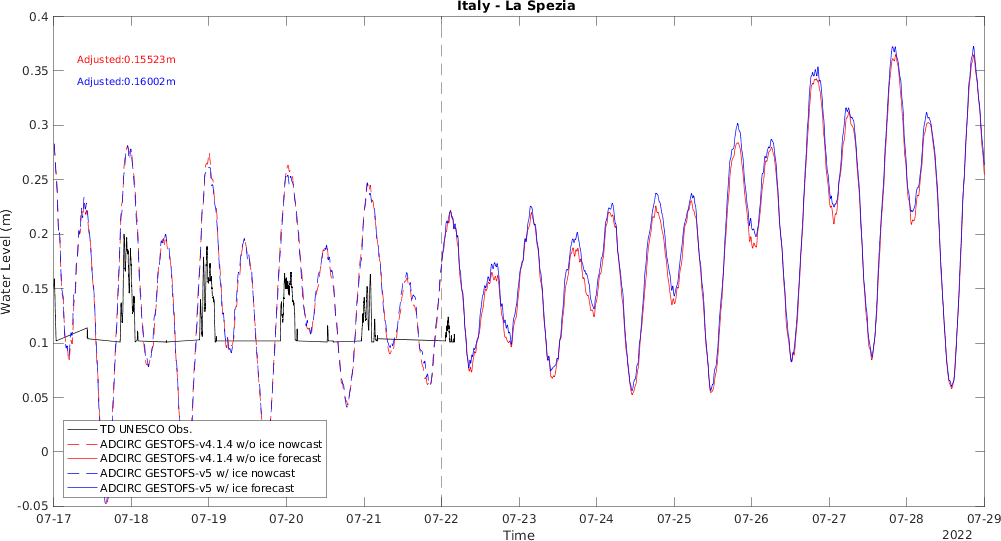 Italy - La Spezia
0.4
0.35
0.3
0.25
0.2
0.15
0.1
0.05
0
-0.05
Water Level (m)
Adjusted:0.15523m
Adjusted:0.16002m
TD UNESCO Obs.
ADCIRC GESTOFS-v4.1.4 w/o ice nowcast
ADCIRC GESTOFS-v4.1.4 w/o ice forecast
ADCIRC GESTOFS-v5 w/ ice nowcast
ADCIRC GESTOFS-v5 w/ ice forecast
07-17 07-18 07-19 07-20 07-21 07-22 07-23 07-24 07-25 07-26 07-27 07-28 07-29
Time
2022